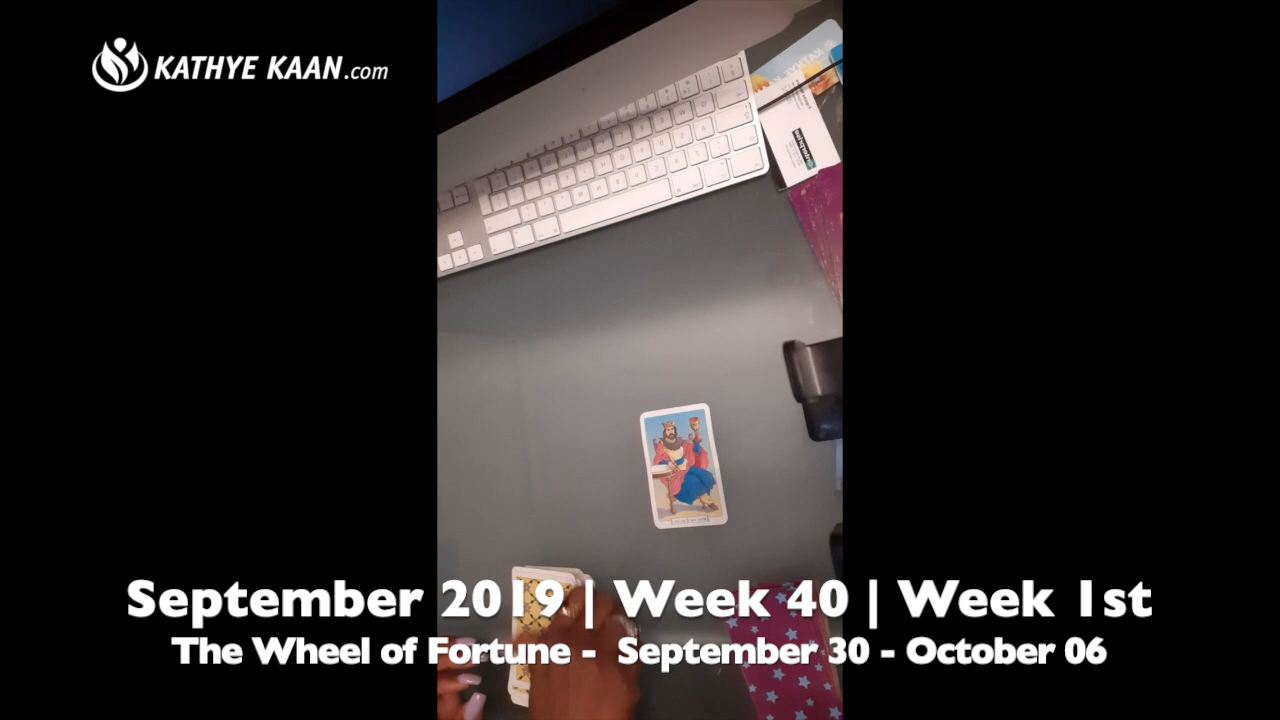 KATHYE KAAN.com
September 2019 | Week 40 | Week 1st
The Wheel of Fortune - September 30 - October 06